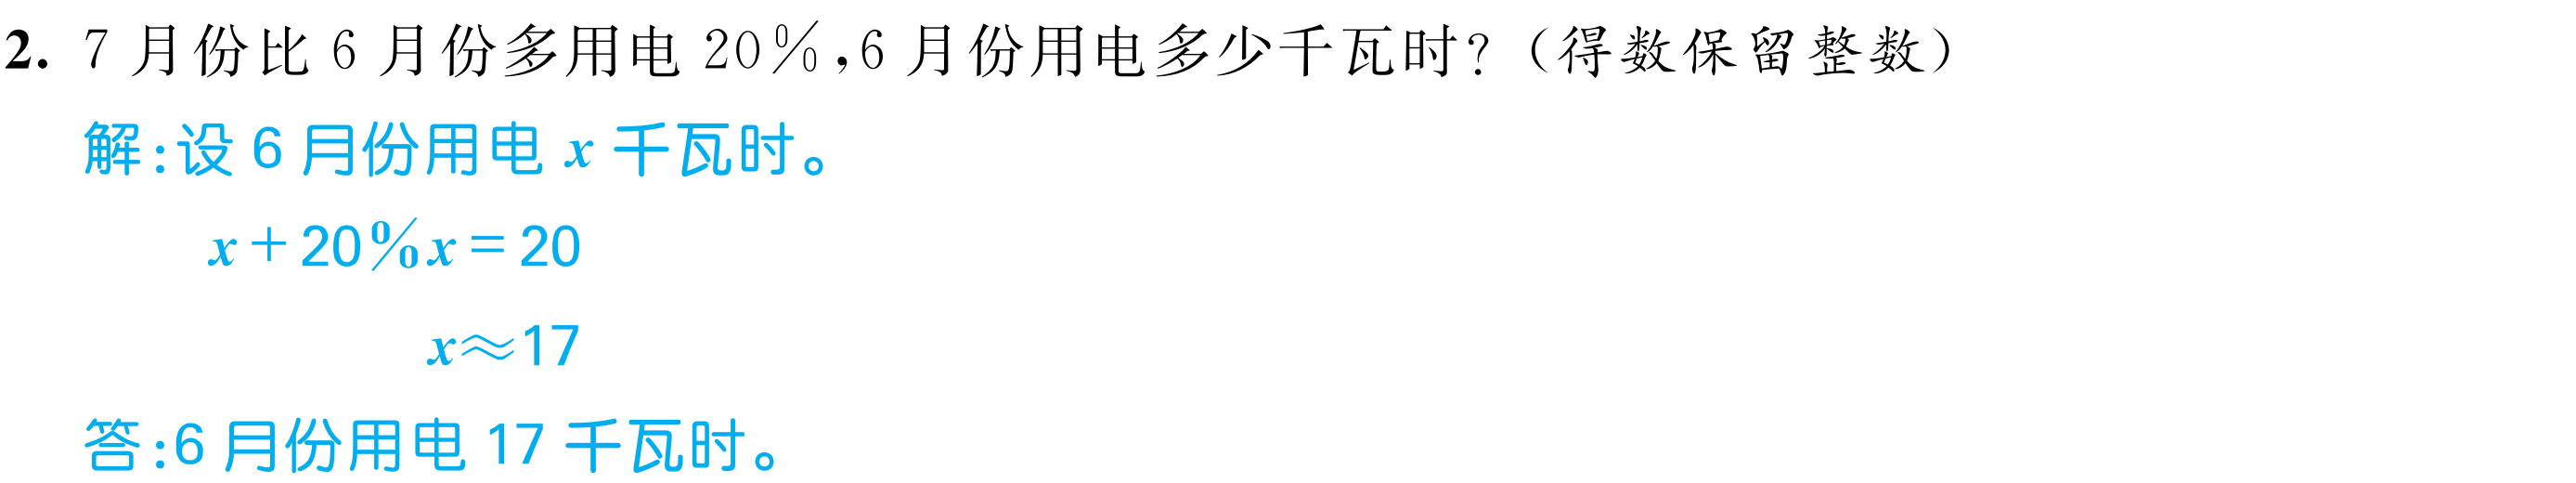 2. 7月份比6月份多用电20%,6月份用电多少千瓦时?(得数保留整数)
解:设6月份用电x千瓦时。
x+20%x=20
x≈17
答:6月份用电17千瓦时。